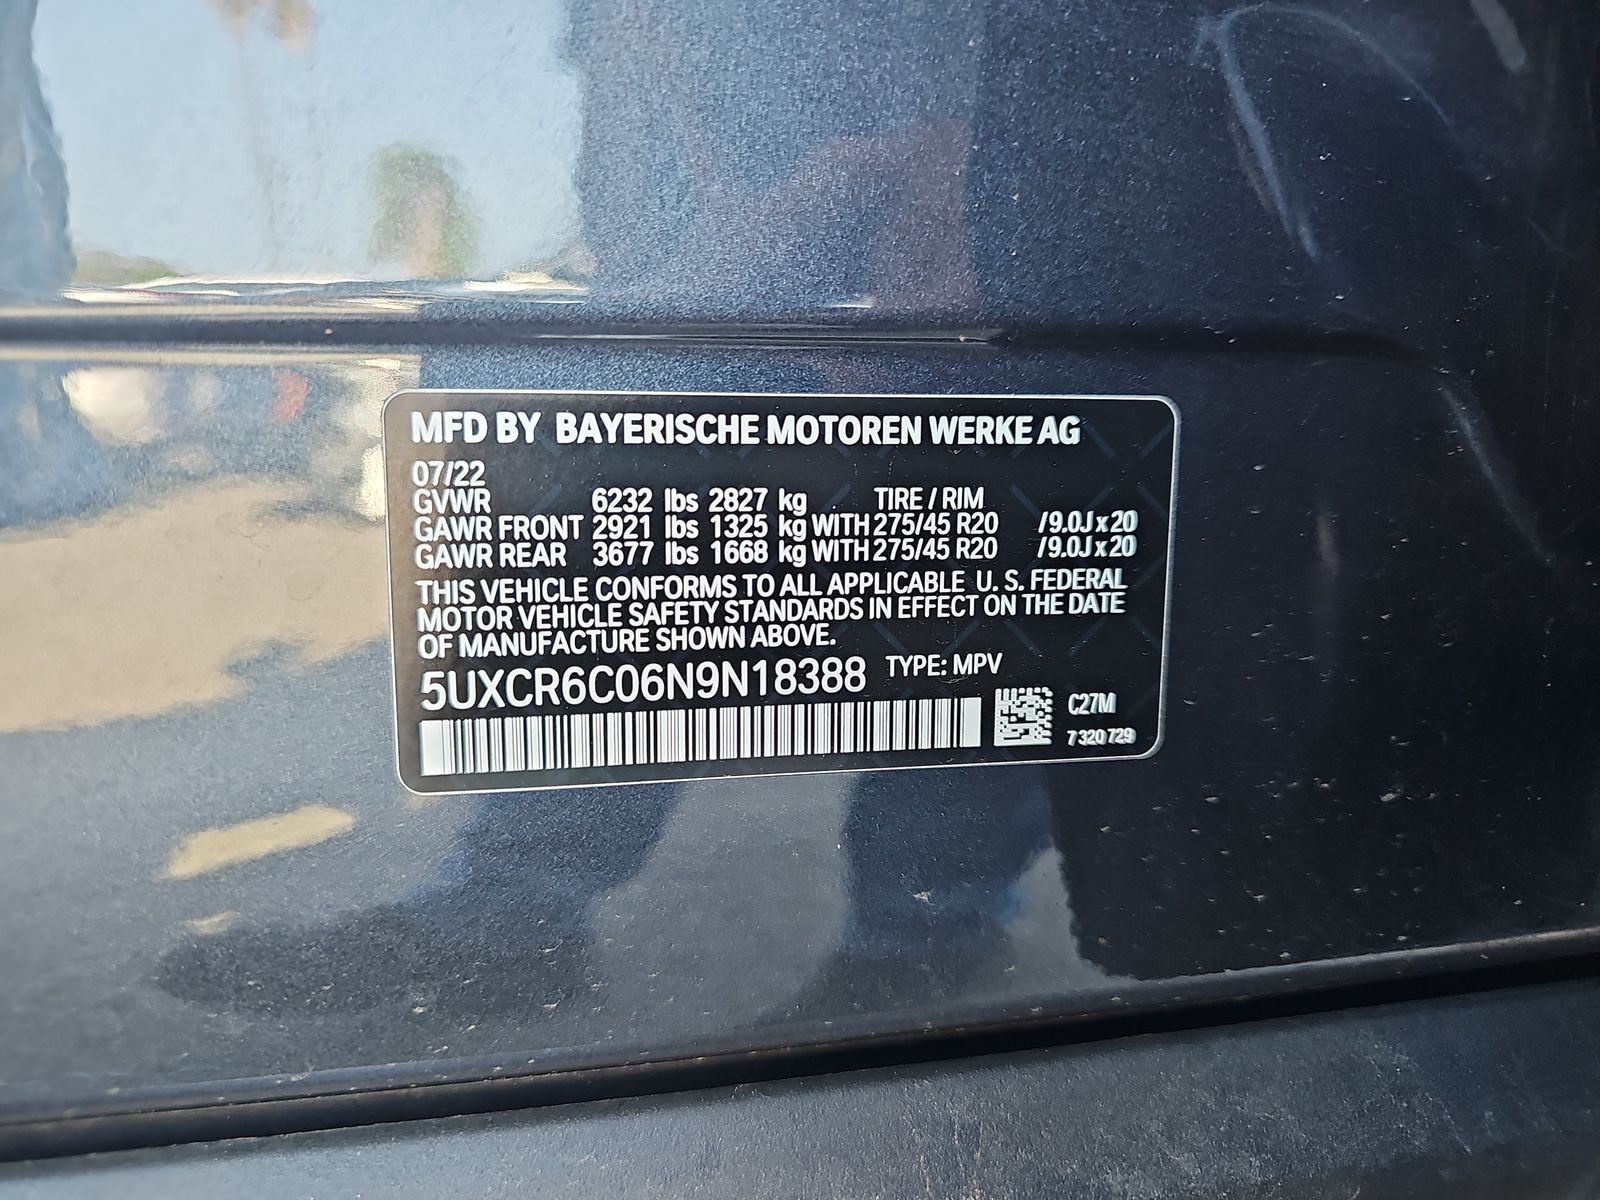 MFD BY BAYERISCHE MOTOREN WERKE AG
07/22
GVWR 6232 lbs 2827 kg TIRE / RIM
GAWR FRONT 2921 lbs 1325 kg WITH 275/45 R20 /9.0J x 20
GAWR REAR 3677 lbs 1668 kg WITH 275/45 R20 /9.0J x 20
THIS VEHICLE CONFORMS TO ALL APPLICABLE U. S. FEDERAL
MOTOR VEHICLE SAFETY STANDARDS IN EFFECT ON THE DATE
OF MANUFACTURE SHOWN ABOVE.
5UXCR6C06N9N18388 TYPE: MPV
C27M
7 320 729